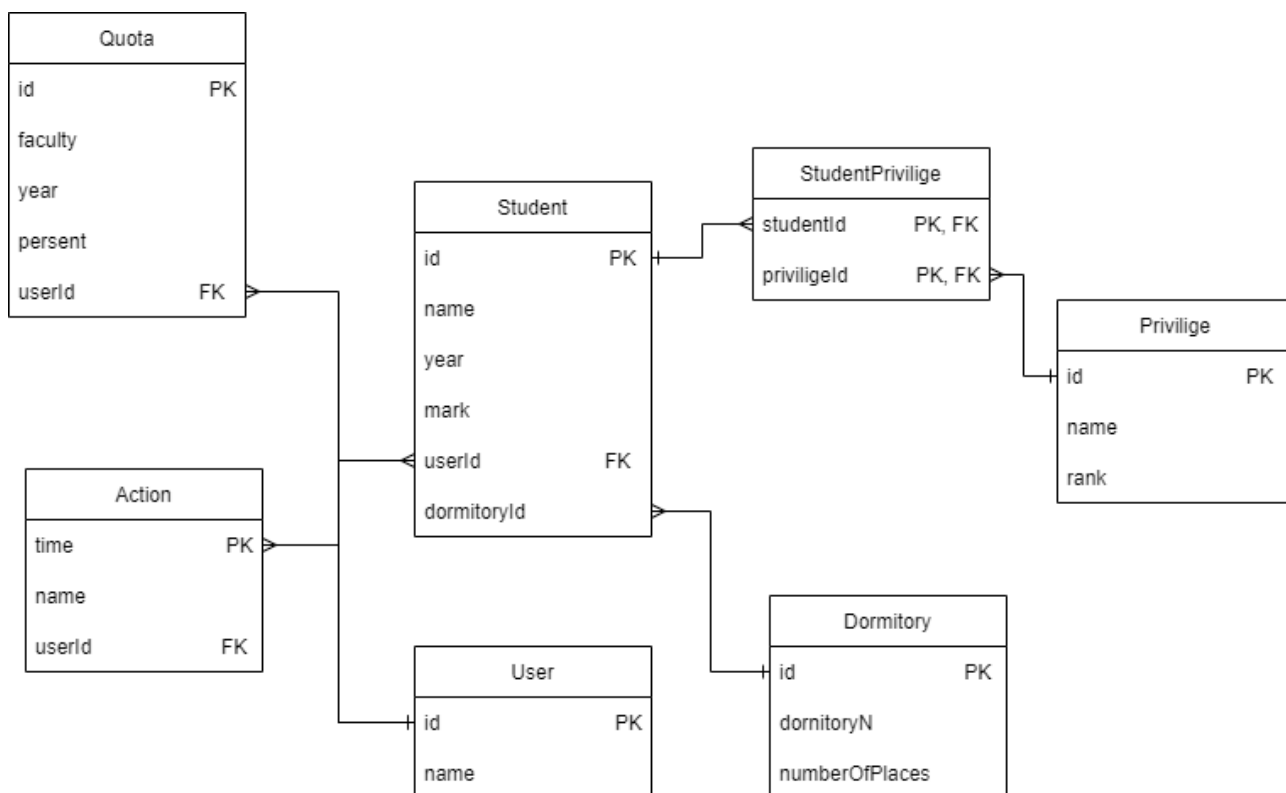 Quota
id PK
faculty
year
persent
userId FK
Student
id PK
name
year
mark
userId FK
dormitoryId
StudentPrivilige
studentId PK, FK
priviligeId PK, FK
Privilige
id PK
name
rank
Action
time PK
name
userId FK
User
id PK
name
Dormitory
id PK
dornitoryN
numberOfPlaces